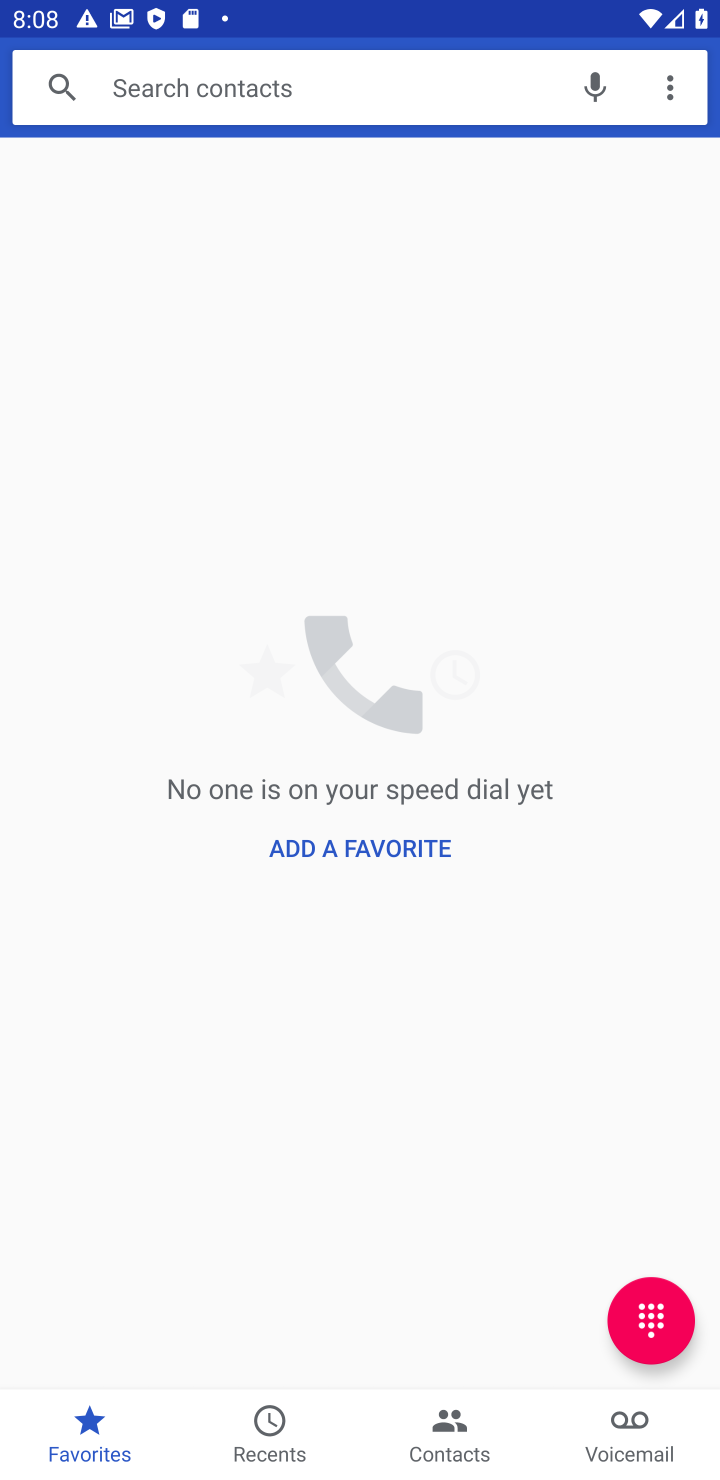 8:08
Search contacts
No one is on your speed dial yet
ADD A FAVORITE
Favorites
Recents
Contacts
Voicemail